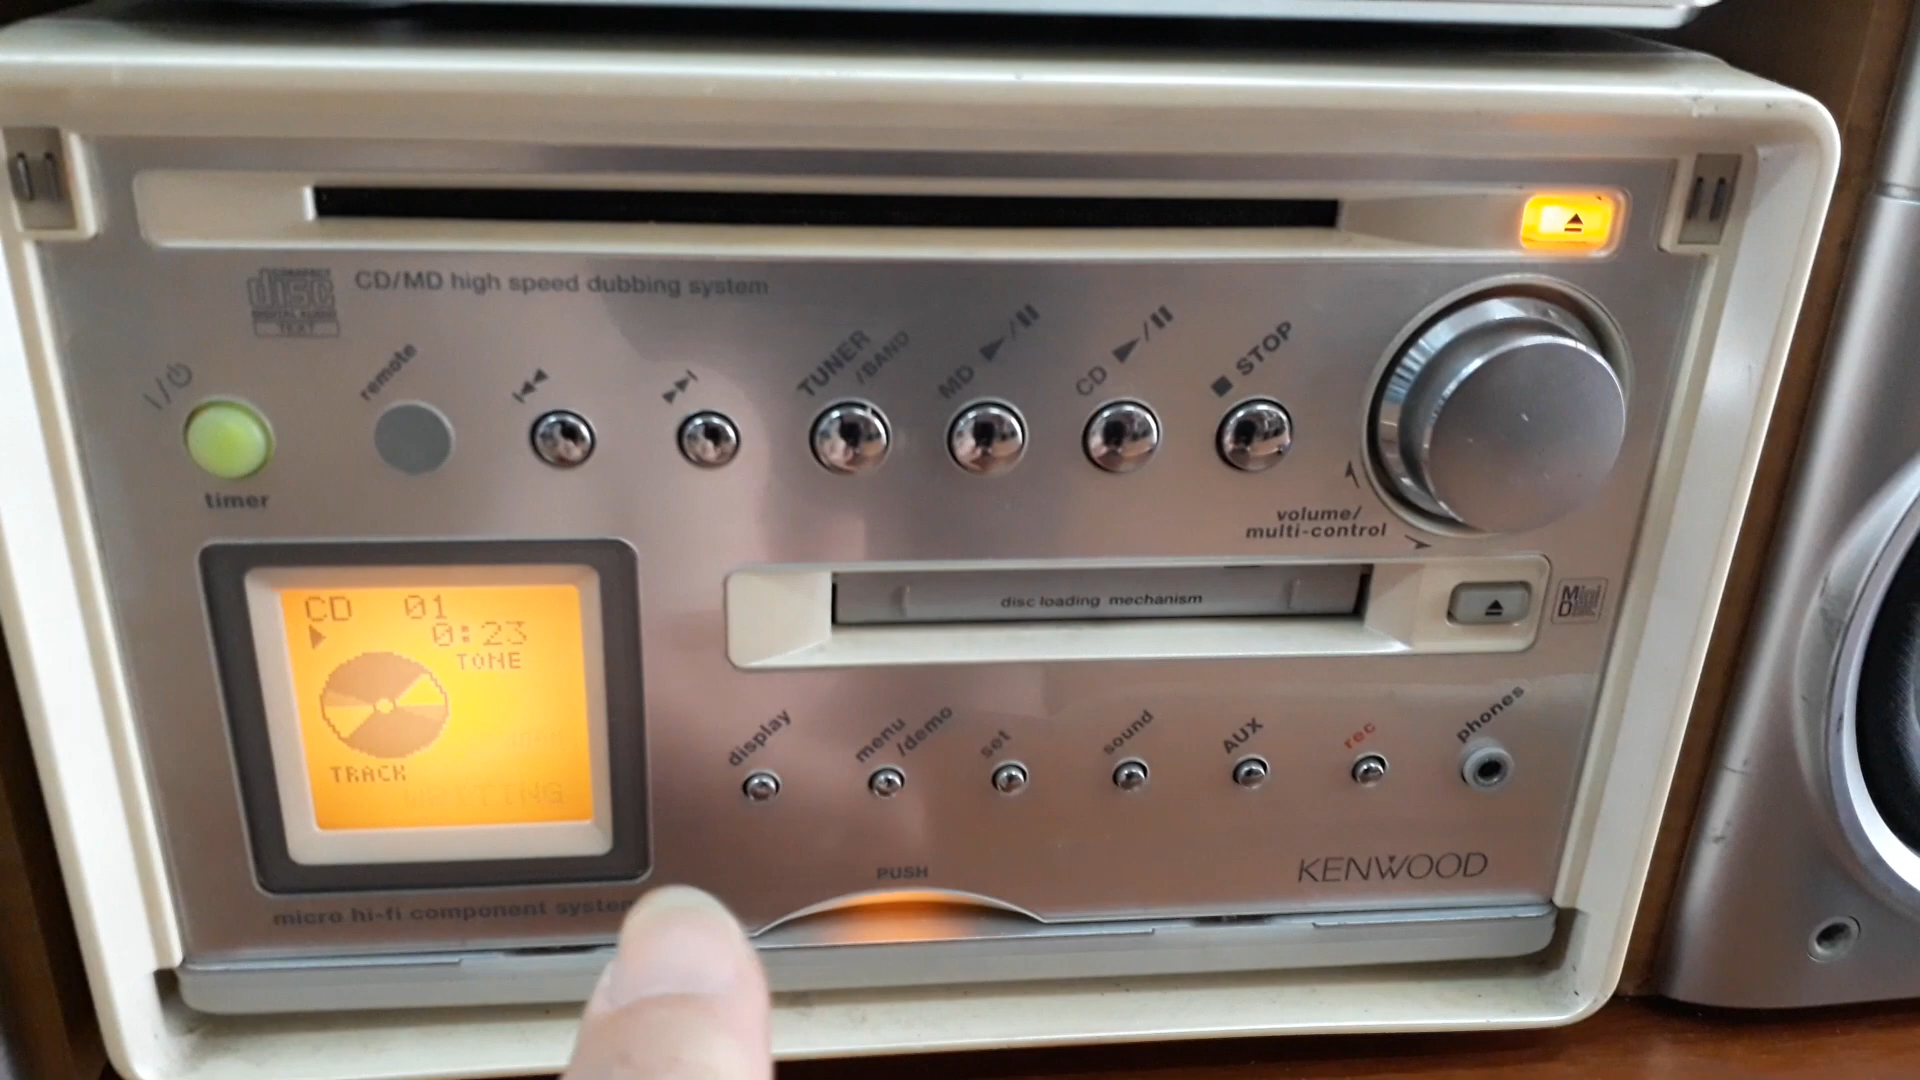 COMPACT
disc
DIGITAL AUDIO
TEXT
CD/MD high speed dubbing system
timer
remote
TUNER
/BAND
MD
CD
STOP
volume/
multi-control
CD 01
0:23
TONE
TRACK
disc loading mechanism
Mini
Disc
display
menu
/demo
set
sound
AUX
rec
phones
PUSH
KENWOOD
micro hi-fi component system